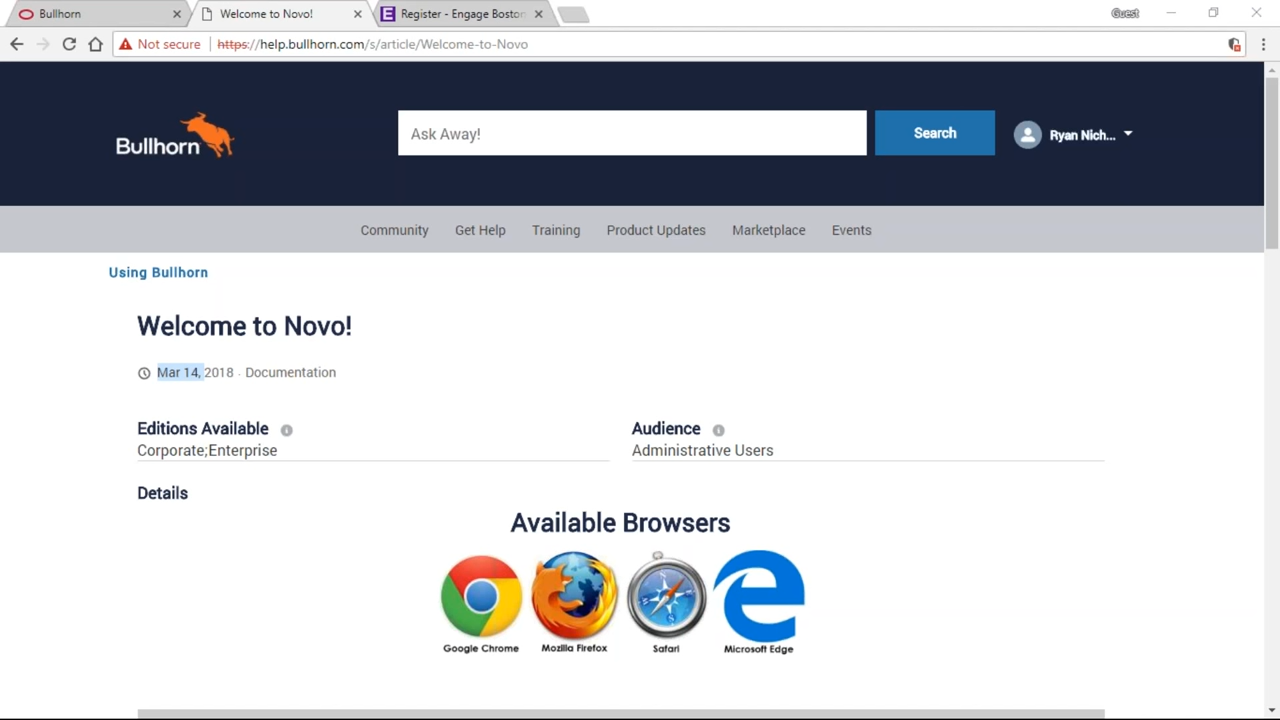 Bullhorn
Welcome to Novo!
Register - Engage Boston
Guest
Not secure https://help.bullhorn.com/s/article/Welcome-to-Novo
Bullhorn
Ask Away!
Search
Ryan Nich...
Community Get Help Training Product Updates Marketplace Events
Using Bullhorn
Welcome to Novo!
Mar 14, 2018 · Documentation
Editions Available
Corporate;Enterprise
Audience
Administrative Users
Details
Available Browsers
Google Chrome Mozilla Firefox Safari Microsoft Edge